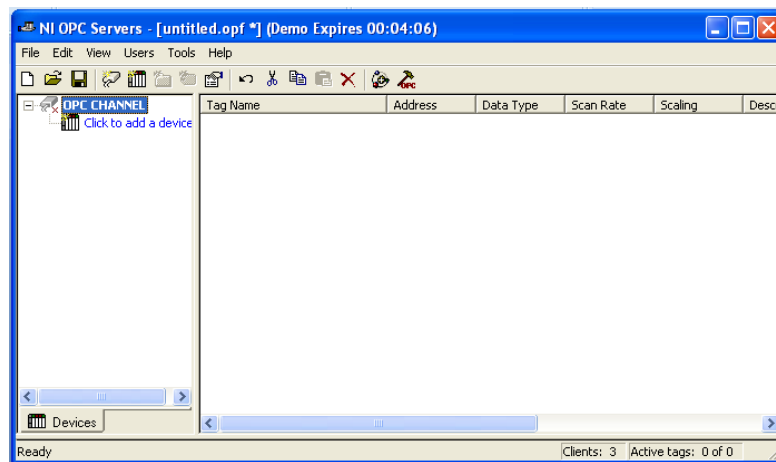 NI OPC Servers - [untitled.opf *] (Demo Expires 00:04:06)
File Edit View Users Tools Help
OPC CHANNEL
Click to add a device
Tag Name Address Data Type Scan Rate Scaling Desc
Devices
Ready Clients: 3 Active tags: 0 of 0